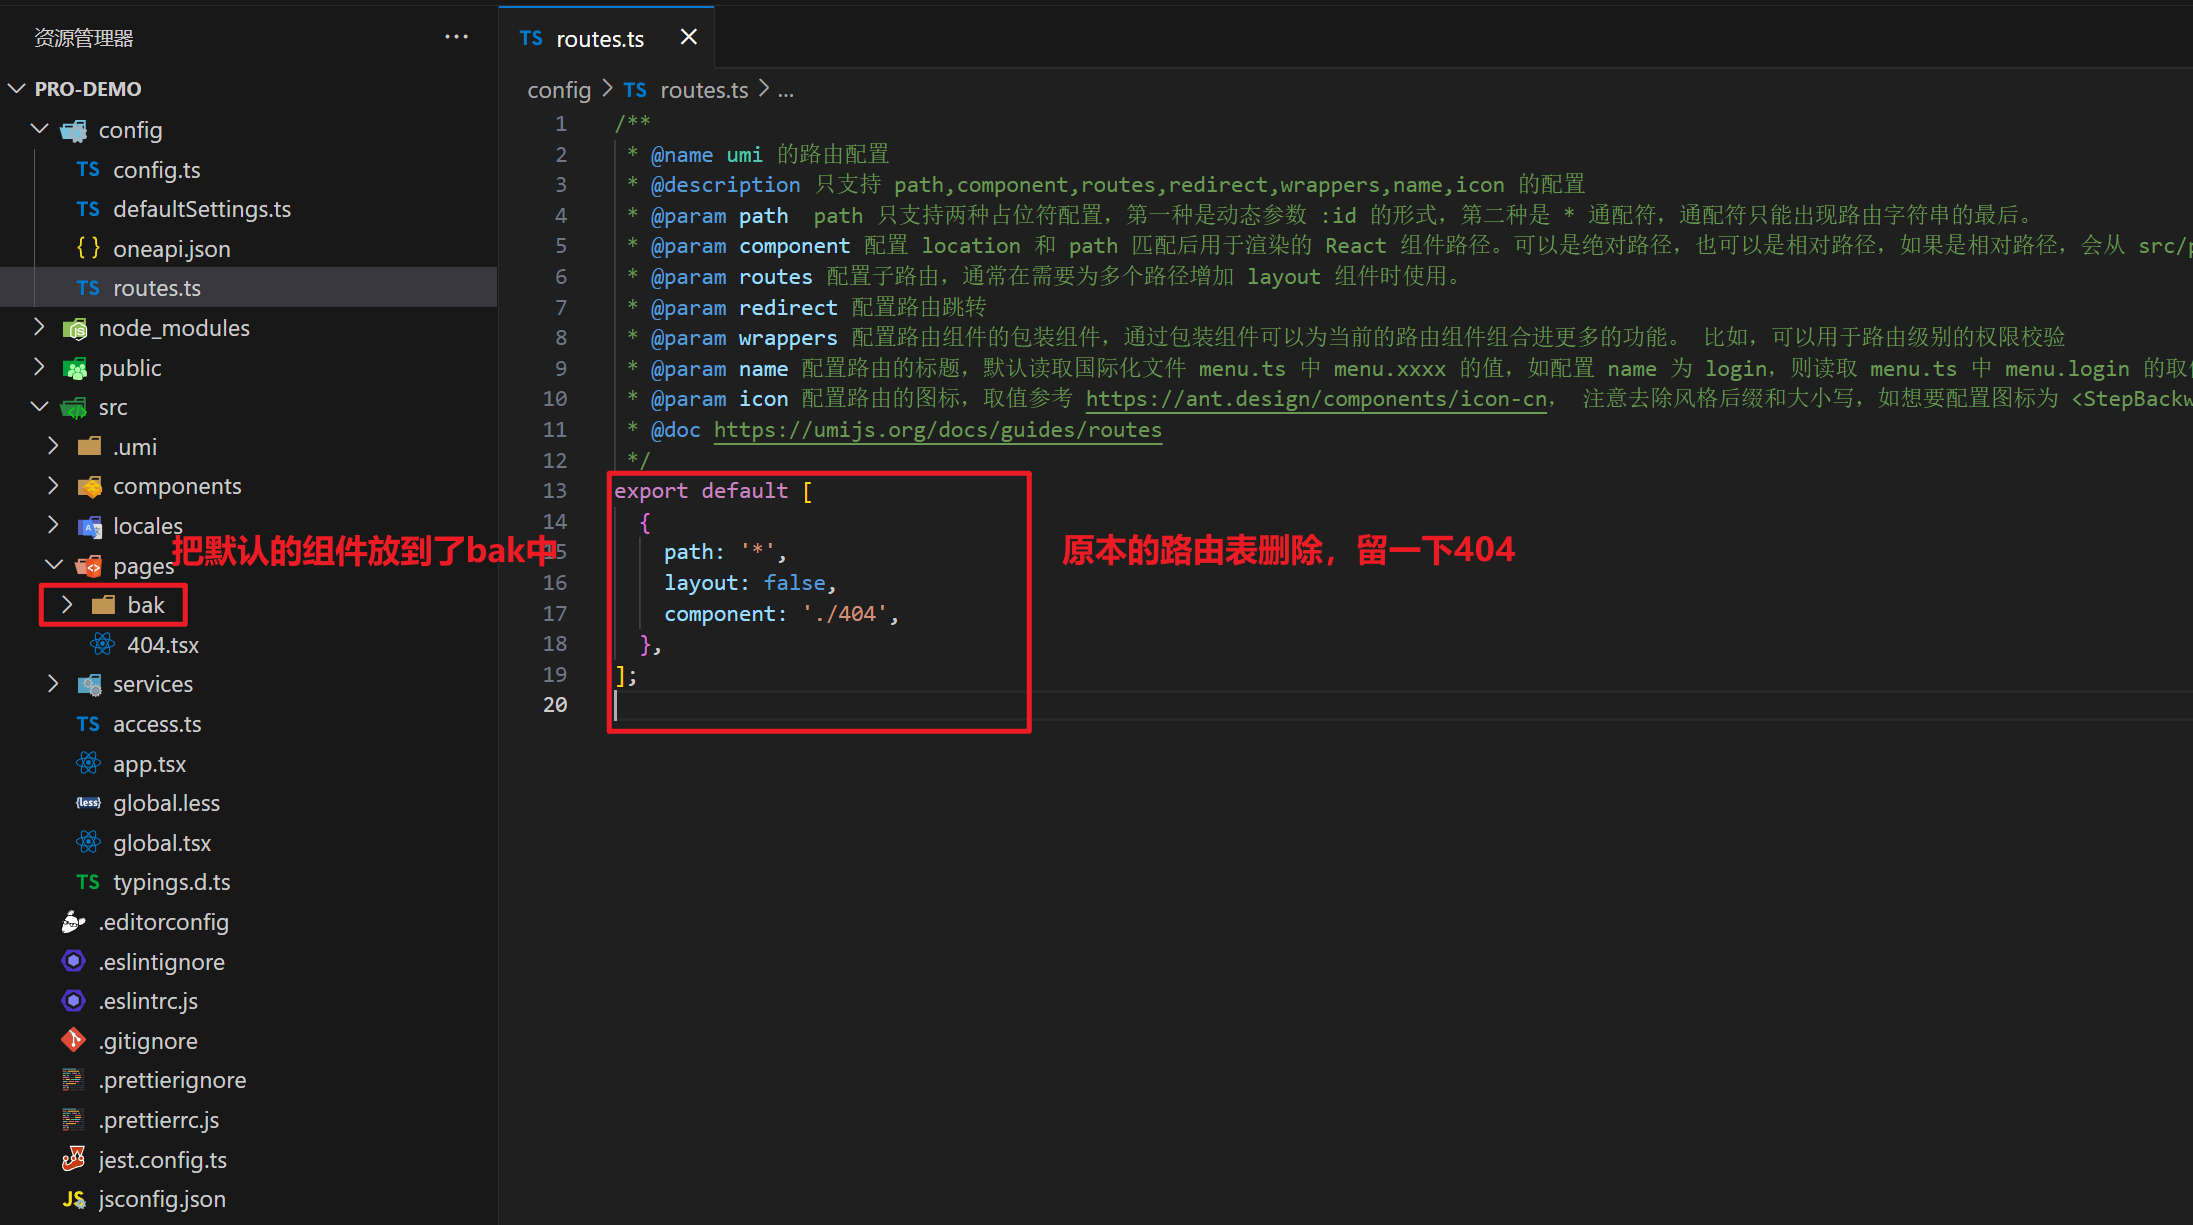 资源管理器
PRO-DEMO
config
config.ts
defaultSettings.ts
oneapi.json
routes.ts
node_modules
public
src
.umi
components
locales
pages
bak
404.tsx
services
access.ts
app.tsx
global.less
global.tsx
typings.d.ts
.editorconfig
.eslintignore
.eslintrc.js
.gitignore
.prettierignore
.prettierrc.js
jest.config.ts
jsconfig.json
把默认的组件放到了bak中
TS routes.ts
config > TS routes.ts > ...
1 /**
2 * @name umi 的路由配置
3 * @description 只支持 path,component,routes,redirect,wrappers,name,icon 的配置
4 * @param path  path 只支持两种占位符配置，第一种是动态参数 :id 的形式，第二种是 * 通配符，通配符只能出现路由字符串的最后。
5 * @param component 配置 location 和 path 匹配后用于渲染的 React 组件路径。可以是绝对路径，也可以是相对路径，如果是相对路径，会从 src/p
6 * @param routes 配置子路由，通常在需要为多个路径增加 layout 组件时使用。
7 * @param redirect 配置路由跳转
8 * @param wrappers 配置路由组件的包装组件，通过包装组件可以为当前的路由组件组合进更多的功能。 比如，可以用于路由级别的权限校验
9 * @param name 配置路由的标题，默认读取国际化文件 menu.ts 中 menu.xxxx 的值，如配置 name 为 login，则读取 menu.ts 中 menu.login 的取
10 * @param icon 配置路由的图标，取值参考 https://ant.design/components/icon-cn， 注意去除风格后缀和大小写，如想要配置图标为 <StepBackw
11 * @doc https://umijs.org/docs/guides/routes
12 */
13 export default [
14 {
15 path: '*',
16 layout: false,
17 component: './404',
18 },
19 ];
20
原本的路由表删除，留一下404